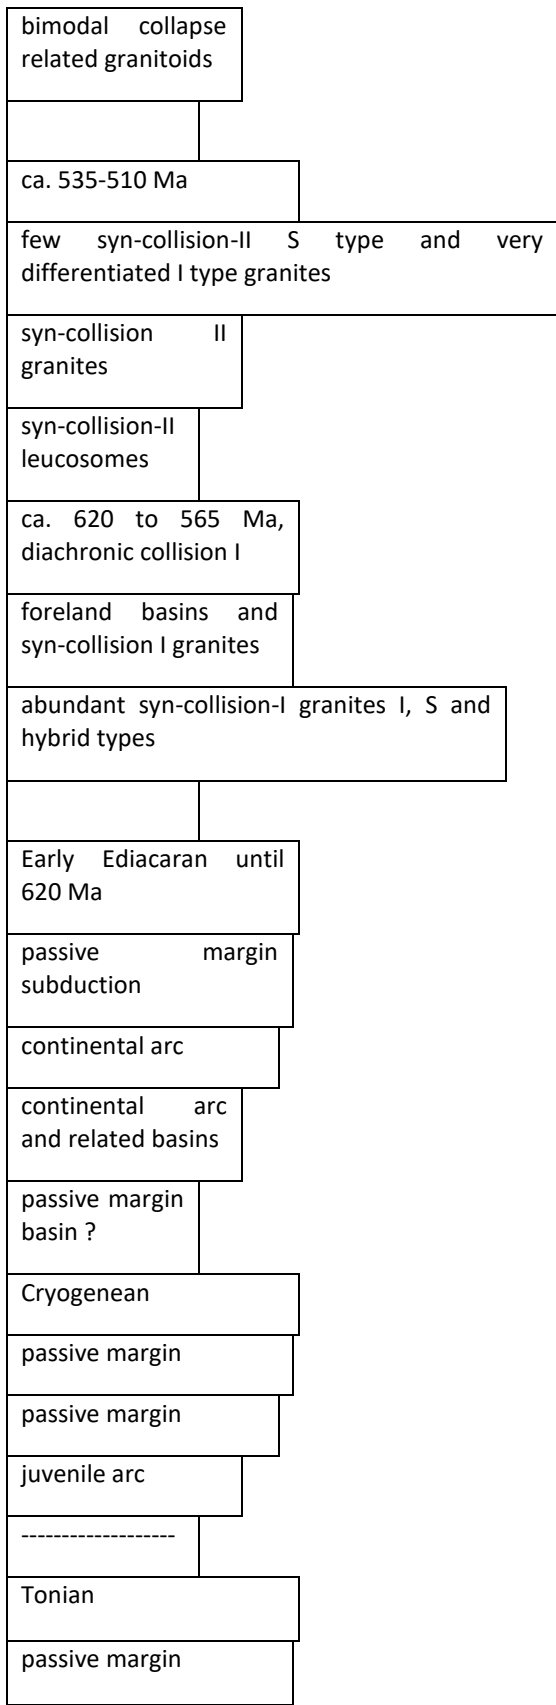 bimodal collapse
related granitoids
ca. 535-510 Ma
few syn-collision-II S type and very
differentiated I type granites
syn-collision II
granites
syn-collision-II
leucosomes
ca. 620 to 565 Ma,
diachronic collision I
foreland basins and
syn-collision I granites
abundant syn-collision-I granites I, S and
hybrid types
Early Ediacaran until
620 Ma
passive margin
subduction
continental arc
continental arc
and related basins
passive margin
basin ?
Cryogenean
passive margin
passive margin
juvenile arc
-------------------
Tonian
passive margin